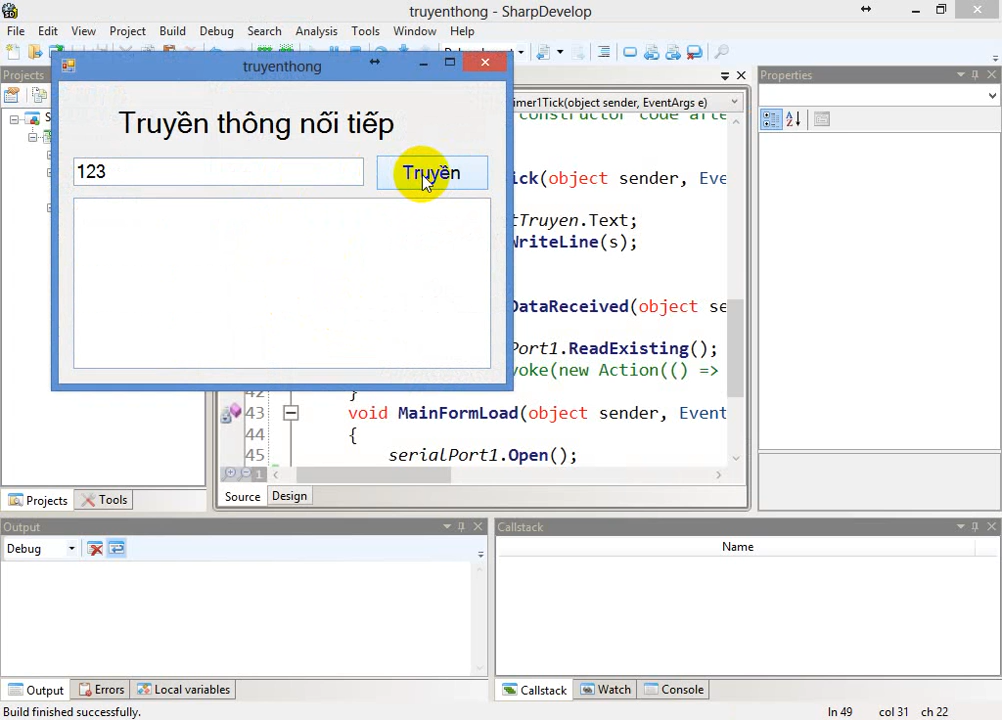 truyenthong - SharpDevelop
File Edit View Project Build Debug Search Analysis Tools Window Help
Projects
truyenthong
Truyền thông nối tiếp
123
Truyền
imer1Tick(object sender, EventArgs e)
constructor code afte
ick(object sender, Eve
tTruyen.Text;
WriteLine(s);
DataReceived(object se
Port1.ReadExisting();
voke(new Action(() =>
42 }
43 void MainFormLoad(object sender, Event
44 {
45 serialPort1.Open();
1
Source Design
Projects Tools
Properties
Output
Debug
Callstack
Name
Output Errors Local variables
Callstack Watch Console
Build finished successfully.
ln 49 col 31 ch 22